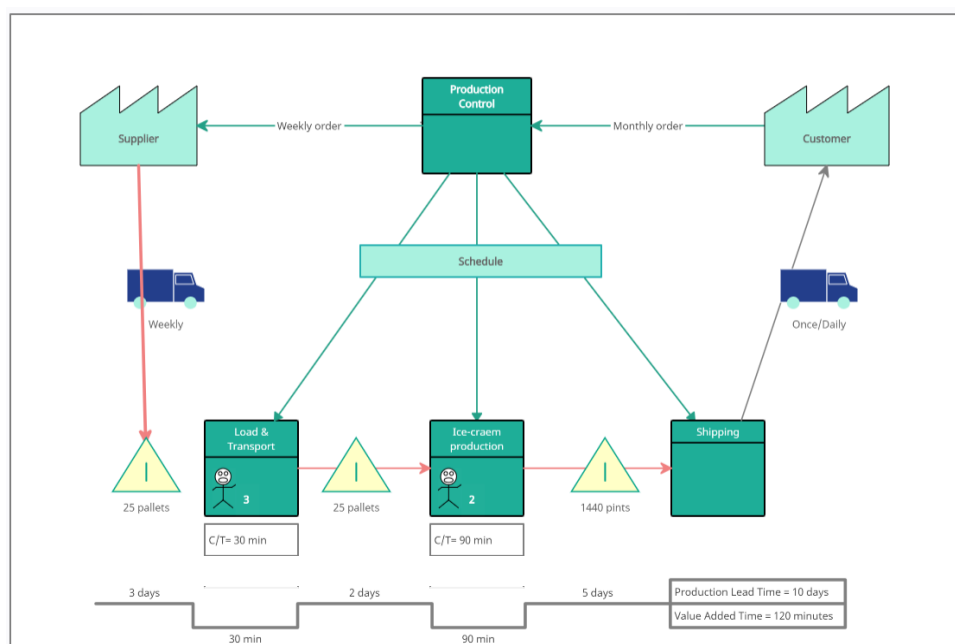 Production
Control
Supplier
Weekly order
Monthly order
Customer
Schedule
Weekly
Once/Daily
Load &
Transport
Ice-craem
production
Shipping
I
I
I
3
2
25 pallets
25 pallets
1440 pints
C/T= 30 min
C/T= 90 min
3 days
2 days
5 days
Production Lead Time = 10 days
Value Added Time = 120 minutes
30 min
90 min